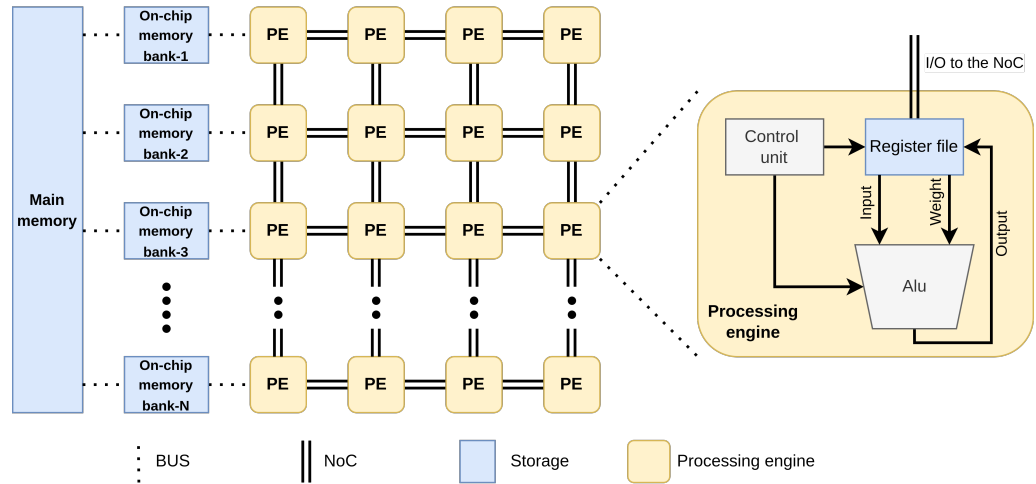 On-chip
memory
bank-1
PE PE PE PE
I/O to the NoC
On-chip
memory
bank-2
PE PE PE PE
Control
unit
Register file
Main
memory
On-chip
memory
bank-3
PE PE PE PE
Input
Weight
Output
Alu
Processing
engine
On-chip
memory
bank-N
PE PE PE PE
BUS
NoC
Storage
Processing engine